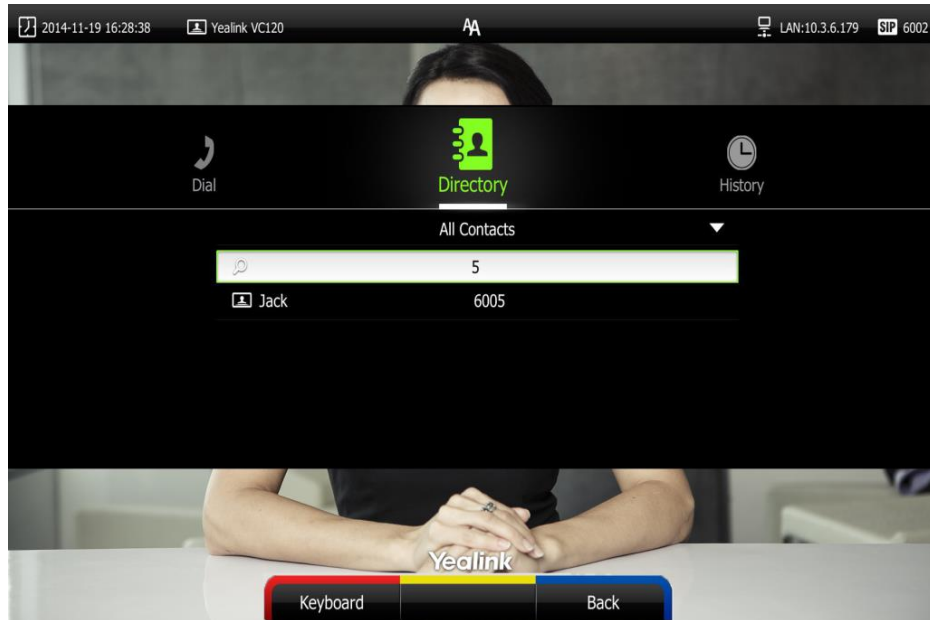 2014-11-19 16:28:38 Yealink VC120 AA LAN:10.3.6.179 SIP 6002
Dial Directory History
All Contacts
5
Jack 6005
Yealink
Keyboard Back